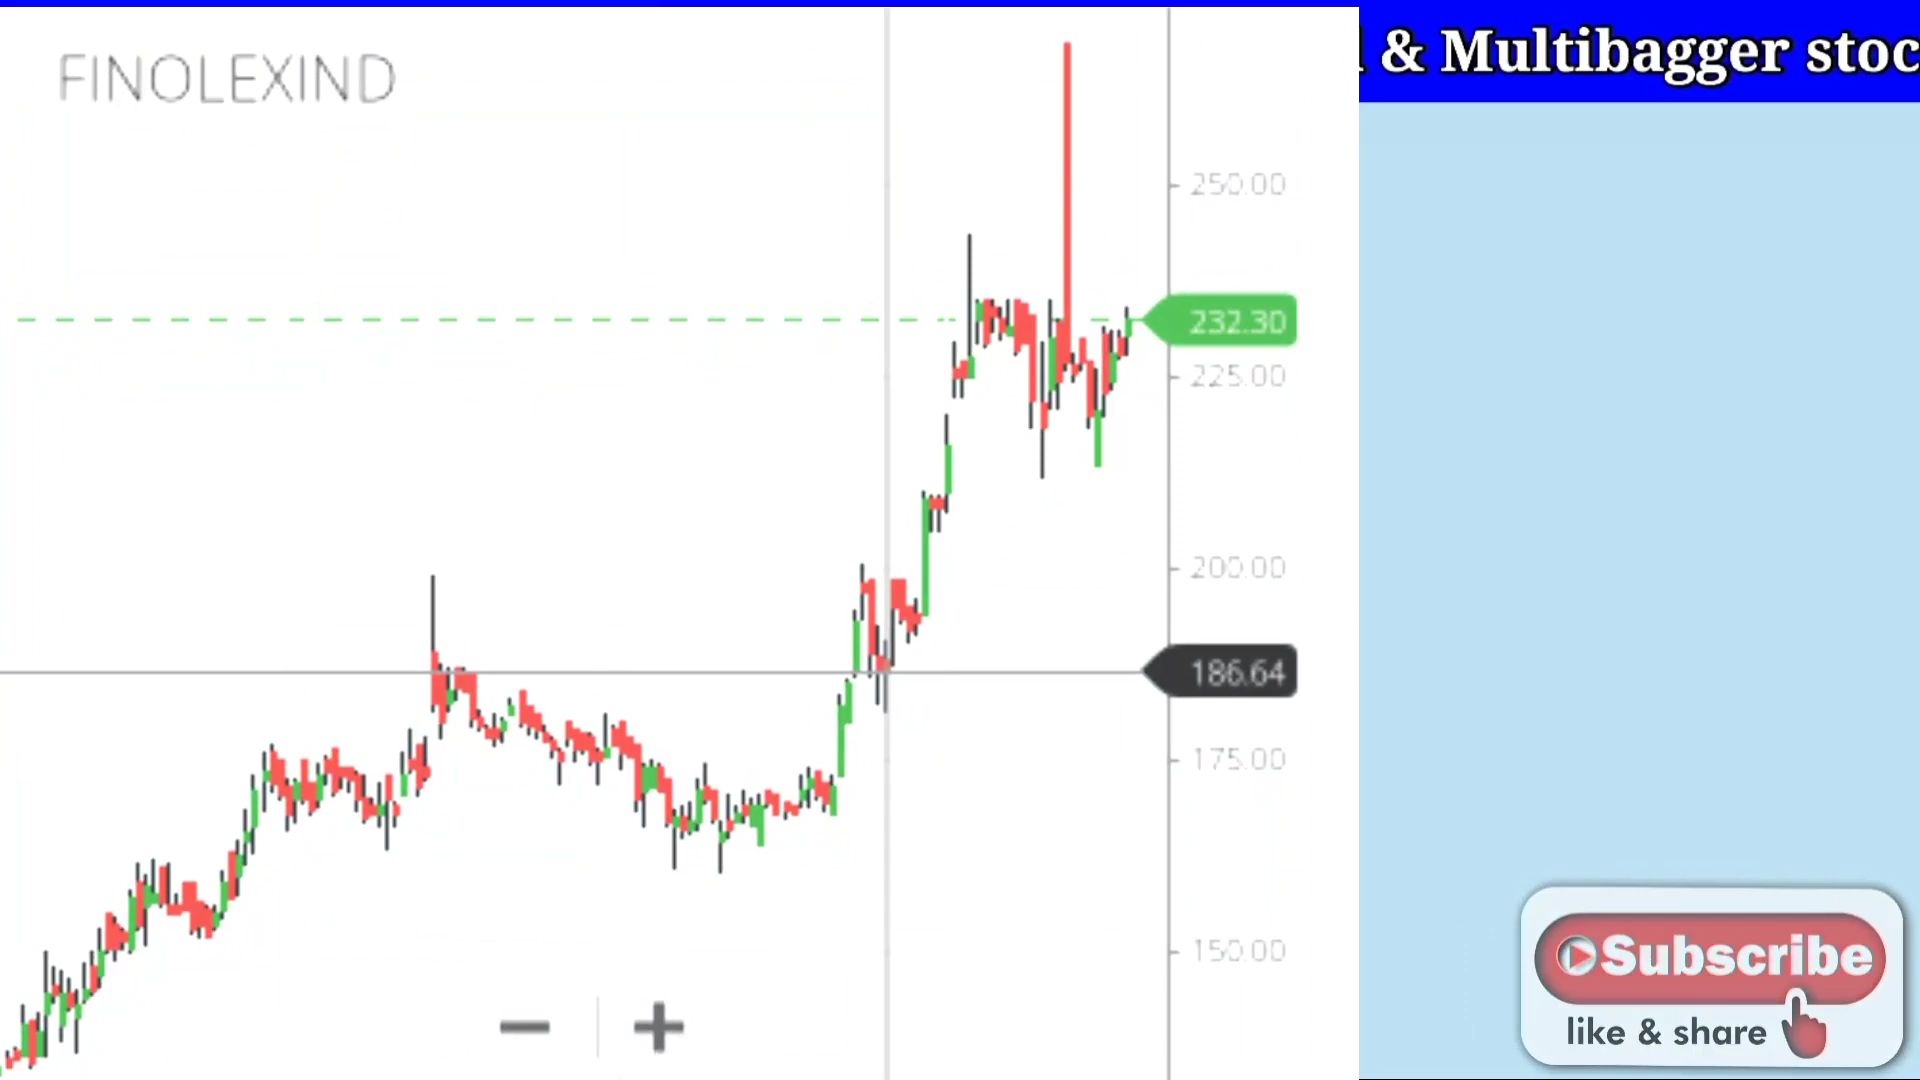 FINOLEXIND
& Multibagger stoc
250.00
232.30
225.00
200.00
186.64
175.00
150.00
Subscribe
like & share